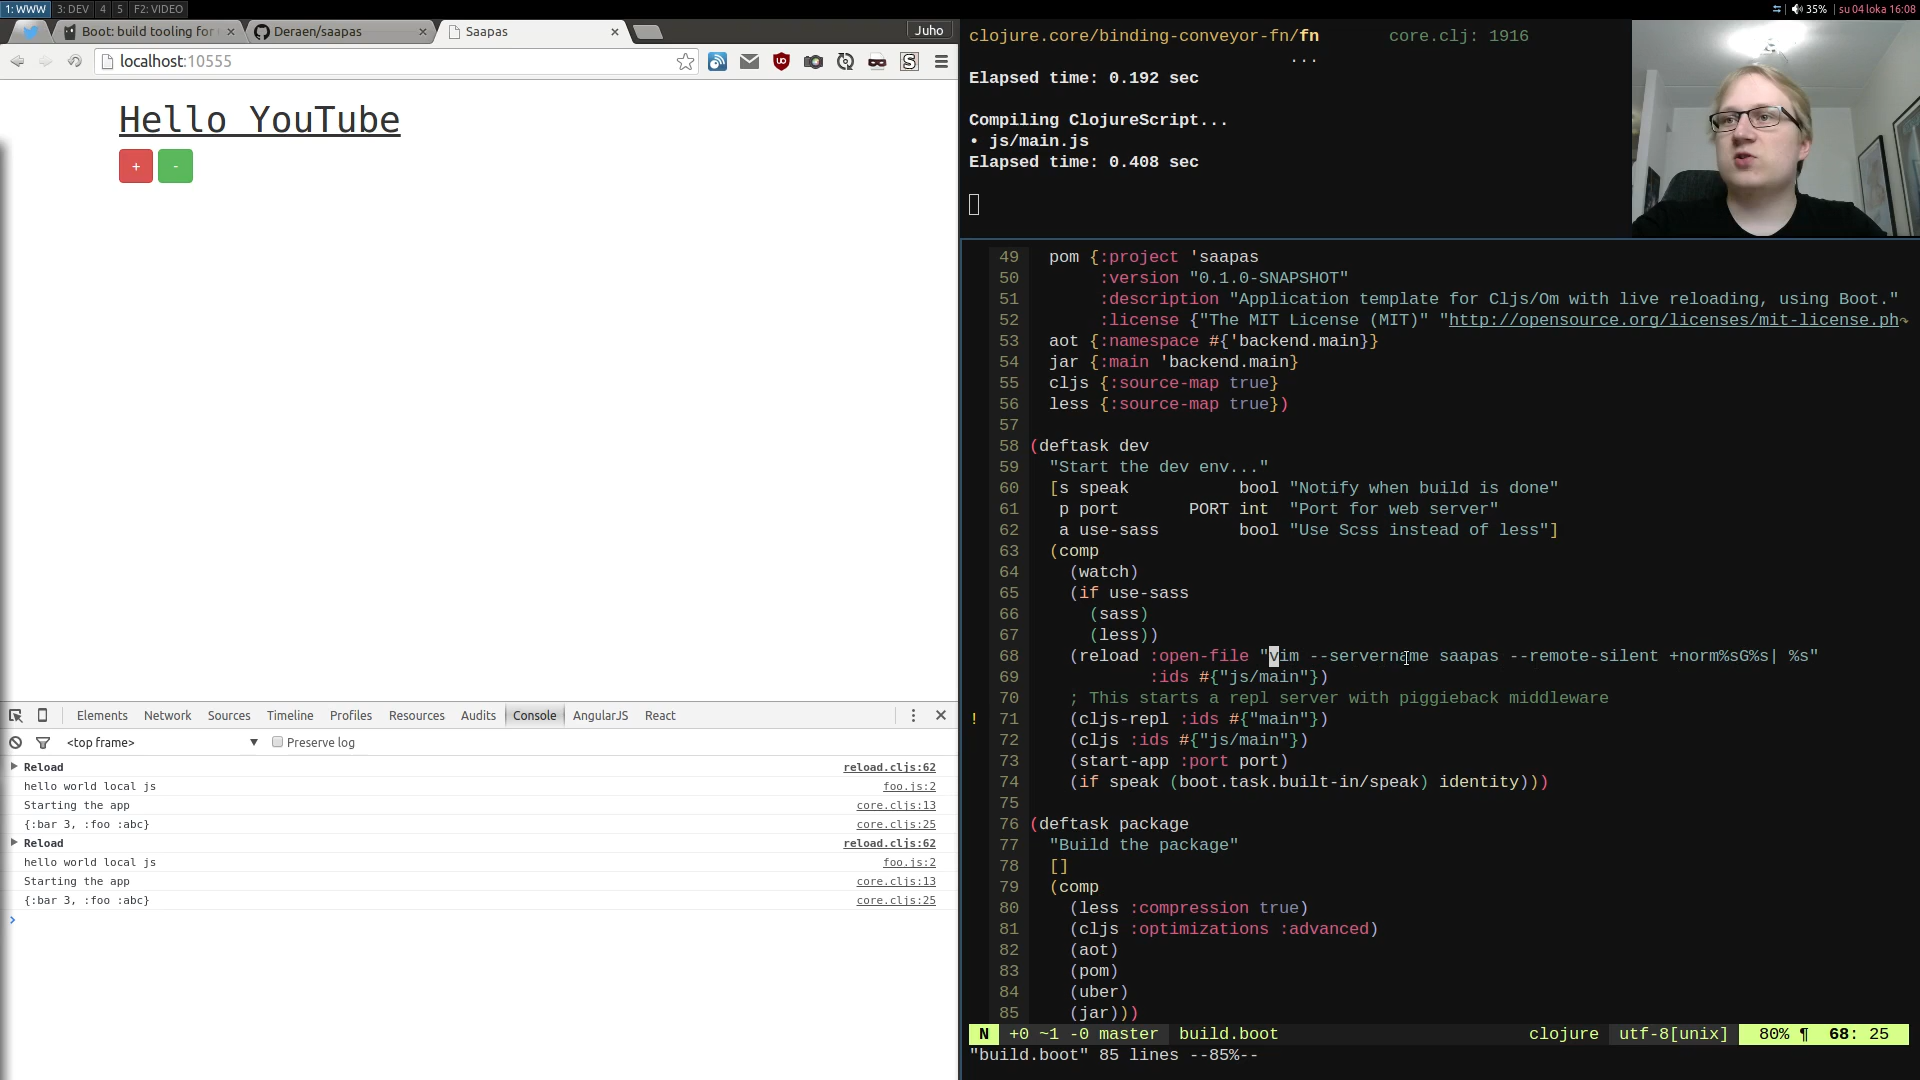 1: WWW 3: DEV 4 5 F2: VIDEO
35% su 04 loka 16:08
Boot: build tooling for
Deraen/saapas
Saapas
Juho
localhost:10555
Hello YouTube
+ -
Elements Network Sources Timeline Profiles Resources Audits Console AngularJS React
<top frame> Preserve log
Reload reload.cljs:62
hello world local js foo.js:2
Starting the app core.cljs:13
{:bar 3, :foo :abc} core.cljs:25
Reload reload.cljs:62
hello world local js foo.js:2
Starting the app core.cljs:13
{:bar 3, :foo :abc} core.cljs:25
clojure.core/binding-conveyor-fn/fn core.clj: 1916
...
Elapsed time: 0.192 sec
Compiling ClojureScript...
• js/main.js
Elapsed time: 0.408 sec
49 pom {:project 'saapas
50 :version "0.1.0-SNAPSHOT"
51 :description "Application template for Cljs/Om with live reloading, using Boot."
52 :license {"The MIT License (MIT)" "http://opensource.org/licenses/mit-license.ph
53 aot {:namespace #{'backend.main}}
54 jar {:main 'backend.main}
55 cljs {:source-map true}
56 less {:source-map true})
57
58 (deftask dev
59 "Start the dev env..."
60 [s speak bool "Notify when build is done"
61 p port PORT int "Port for web server"
62 a use-sass bool "Use Scss instead of less"]
63 (comp
64 (watch)
65 (if use-sass
66 (sass)
67 (less))
68 (reload :open-file "vim --servername saapas --remote-silent +norm%sG%s| %s"
69 :ids #{"js/main"})
70 ; This starts a repl server with piggieback middleware
! 71 (cljs-repl :ids #{"main"})
72 (cljs :ids #{"js/main"})
73 (start-app :port port)
74 (if speak (boot.task.built-in/speak) identity)))
75
76 (deftask package
77 "Build the package"
78 []
79 (comp
80 (less :compression true)
81 (cljs :optimizations :advanced)
82 (aot)
83 (pom)
84 (uber)
85 (jar)))
N +0 ~1 -0 master build.boot clojure utf-8[unix] 80% ¶ 68: 25
"build.boot" 85 lines --85%--